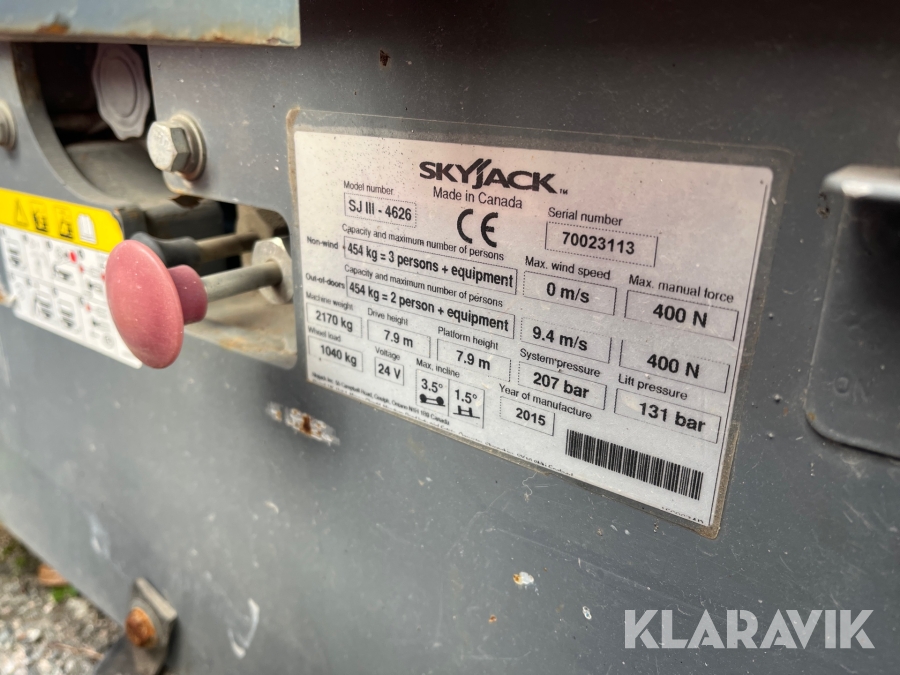 SKYJACK™
Made in Canada
Model number
SJ III - 4626
CE
Serial number
70023113
Capacity and maximum number of persons
Non-wind
454 kg = 3 persons + equipment
Max. wind speed
0 m/s
Max. manual force
400 N
Capacity and maximum number of persons
Out-of-doors
454 kg = 2 person + equipment
9.4 m/s
400 N
Machine weight
2170 kg
Drive height
7.9 m
Platform height
7.9 m
System pressure
207 bar
Lift pressure
131 bar
Wheel load
1040 kg
Voltage
24 V
Max. incline
3.5°
1.5°
Year of manufacture
2015
KLARAVIK